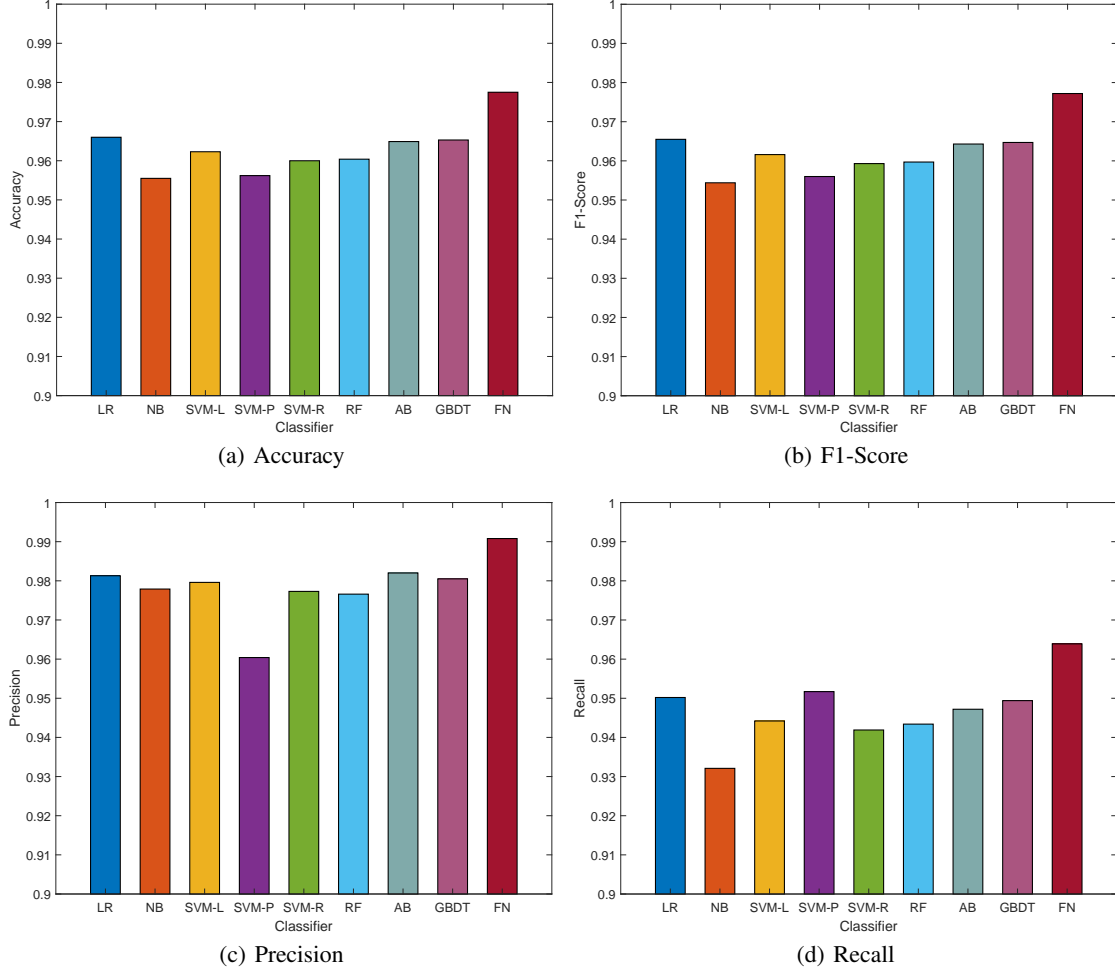 1
0.99
0.98
0.97
0.96
0.95
0.94
0.93
0.92
0.91
0.9
Accuracy
LR NB SVM-L SVM-P SVM-R RF AB GBDT FN
Classifier
(a) Accuracy
1
0.99
0.98
0.97
0.96
0.95
0.94
0.93
0.92
0.91
0.9
F1-Score
LR NB SVM-L SVM-P SVM-R RF AB GBDT FN
Classifier
(b) F1-Score
1
0.99
0.98
0.97
0.96
0.95
0.94
0.93
0.92
0.91
0.9
Precision
LR NB SVM-L SVM-P SVM-R RF AB GBDT FN
Classifier
(c) Precision
1
0.99
0.98
0.97
0.96
0.95
0.94
0.93
0.92
0.91
0.9
Recall
LR NB SVM-L SVM-P SVM-R RF AB GBDT FN
Classifier
(d) Recall